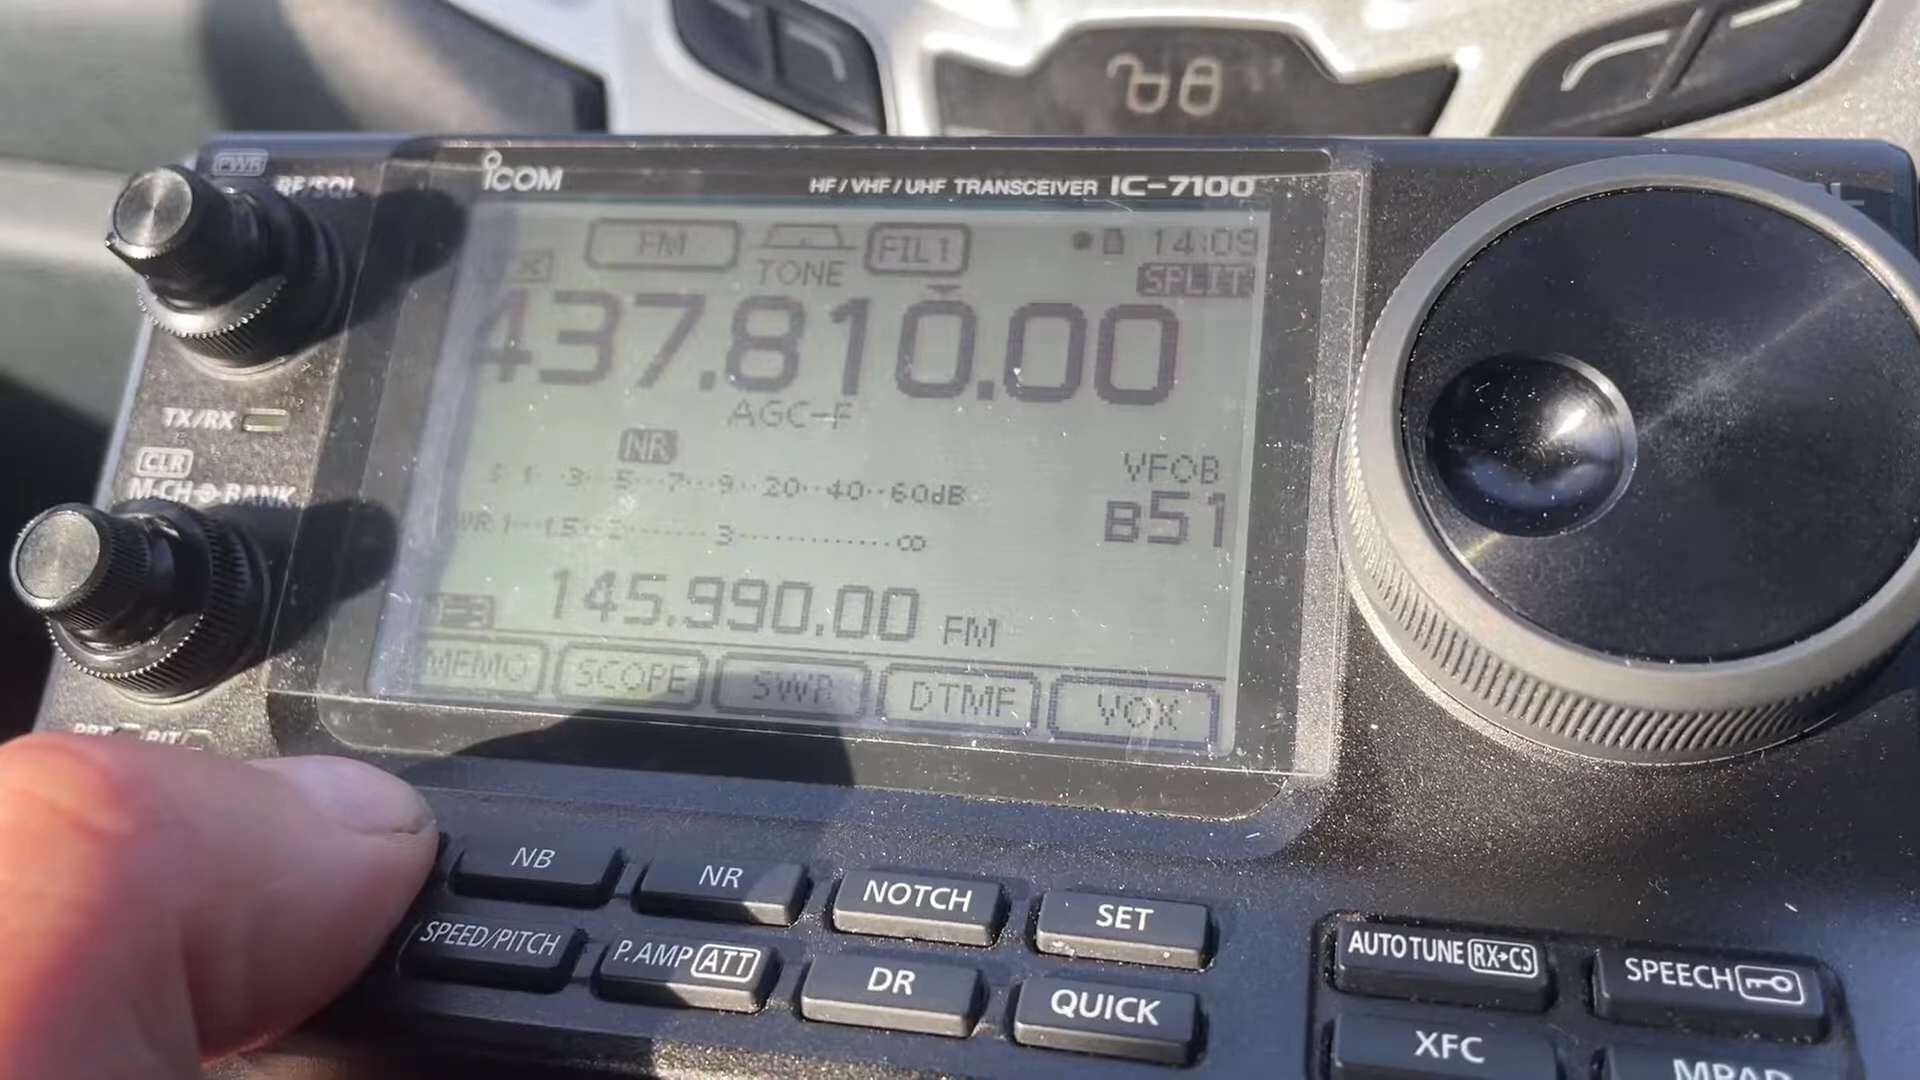 PWR
RF/SQL
ICOM
HF/VHF/UHF TRANSCEIVER IC-7100
FM
TONE
FIL1
14:09
SPLIT
437.810.00
AGC-F
NR
TX/RX
CLR
M-CH BANK
S 1 3 5 7 9 20 40 60dB
VFOB
B51
1 1.5 2 3 ∞
145.990.00 FM
MEMO SCOPE SWR DTMF VOX
NB
NR
NOTCH
SET
SPEED/PITCH
P.AMP ATT
DR
QUICK
AUTO TUNE RX→CS
SPEECH
XFC
MPAD